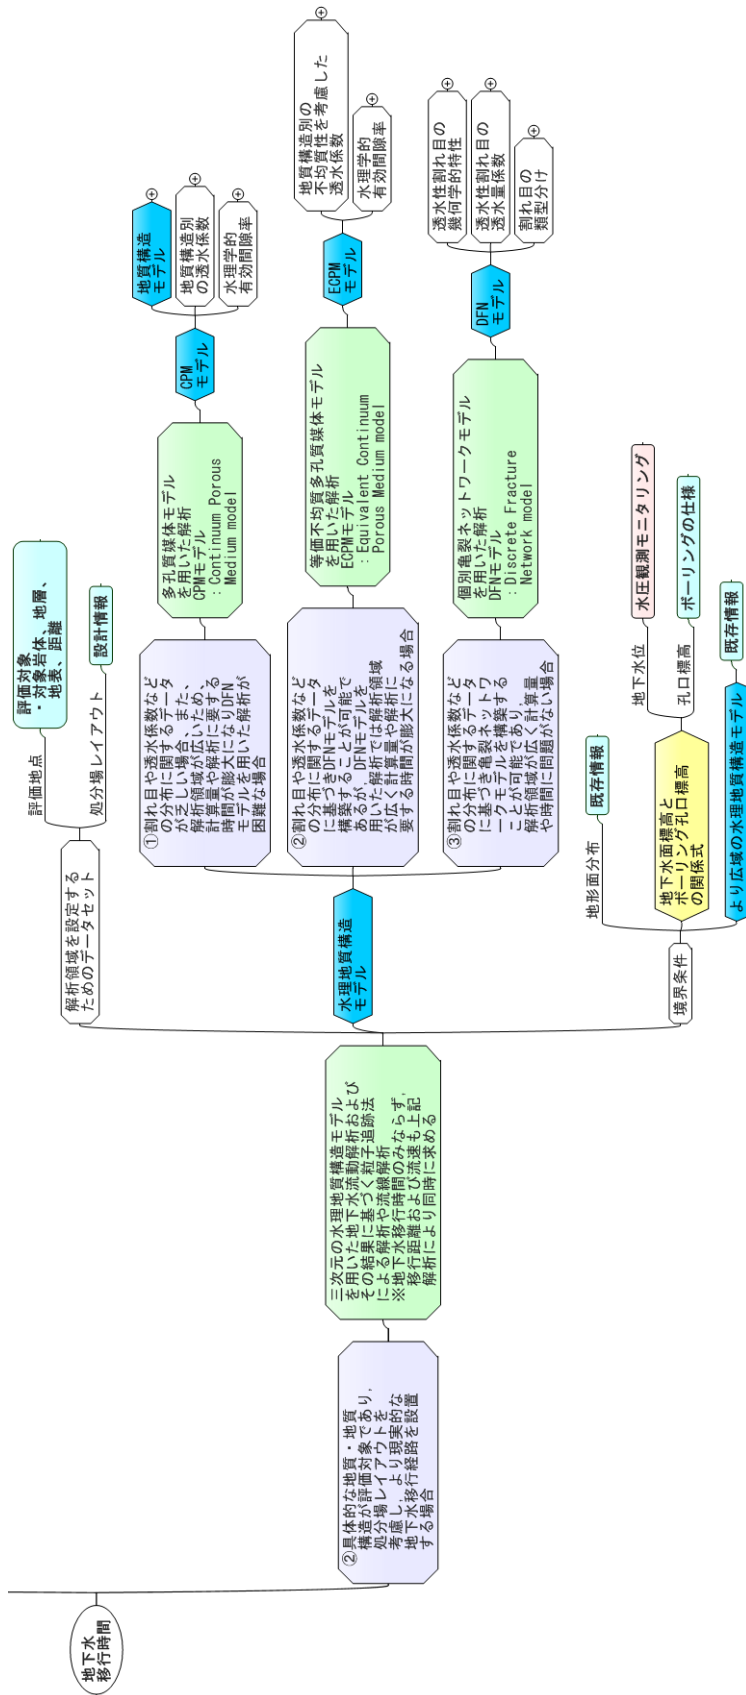 地下水
移行時間
②具体的な地質・地質
構造が評価対象であり,
処分場レイアウトを
考慮し、より現実的な
地下水移行経路を設置
する場合
三次元の水理地質構造モデル
を用いた地下水流動解析および
その結果に基づく粒子追跡法
による解析や流線解析
※地下水移行時間のみならず,
移行距離および流速も上記
解析により同時に求める
解析領域を設定する
ためのデータセット
評価地点
評価対象
・対象岩体、地層、
地表、距離
処分場レイアウト
設計情報
水理地質構造
モデル
①割れ目や透水係数など
の分布に関するデータ
が乏しい場合、また、
解析領域が広いため、
計算量や解析に要する
時間が膨大になりDFN
モデルを用いた解析が
困難な場合
多孔質媒体モデル
を用いた解析
CPMモデル
: Continuum Porous
Medium model
CPM
モデル
地質構造
モデル
地質構造別
の透水係数
水理学的
有効間隙率
②割れ目や透水係数など
の分布に関するデータ
に基づきDFNモデルを
構築することが可能で
あるが、DFNモデルを
用いた解析では解析領域
が広く計算量や解析に
要する時間が膨大になる場合
等価不均質多孔質媒体モデル
を用いた解析
ECPMモデル
: Equivalent Continuum
Porous Medium model
ECPM
モデル
地質構造別の
不均質性を考慮した
透水係数
水理学的
有効間隙率
③割れ目や透水係数など
の分布に関するデータ
に基づき亀裂ネットワ
ークモデルを構築する
ことが可能であり,
解析領域が広く計算量
や時間に問題がない場合
個別亀裂ネットワークモデル
を用いた解析
DFNモデル
: Discrete Fracture
Network model
DFN
モデル
透水性割れ目の
幾何学的特性
透水性割れ目の
透水量係数
割れ目の
類型分け
境界条件
地形面分布
既存情報
地下水面標高と
ボーリング孔口標高
の関係式
地下水位
水圧観測モニタリング
孔口標高
ボーリングの仕様
より広域の水理地質構造モデル
既存情報